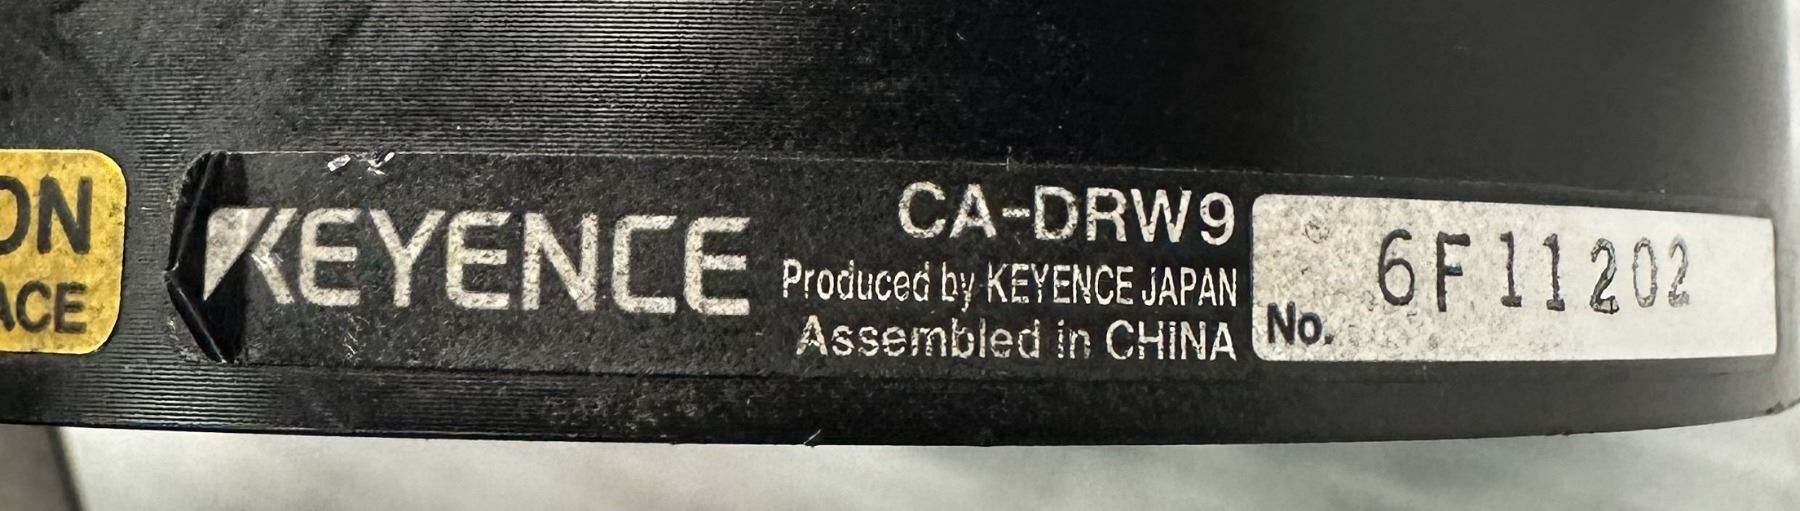 ON
ACE
KEYENCE
CA-DRW9
Produced by KEYENCE JAPAN
Assembled in CHINA
No. 6F11202